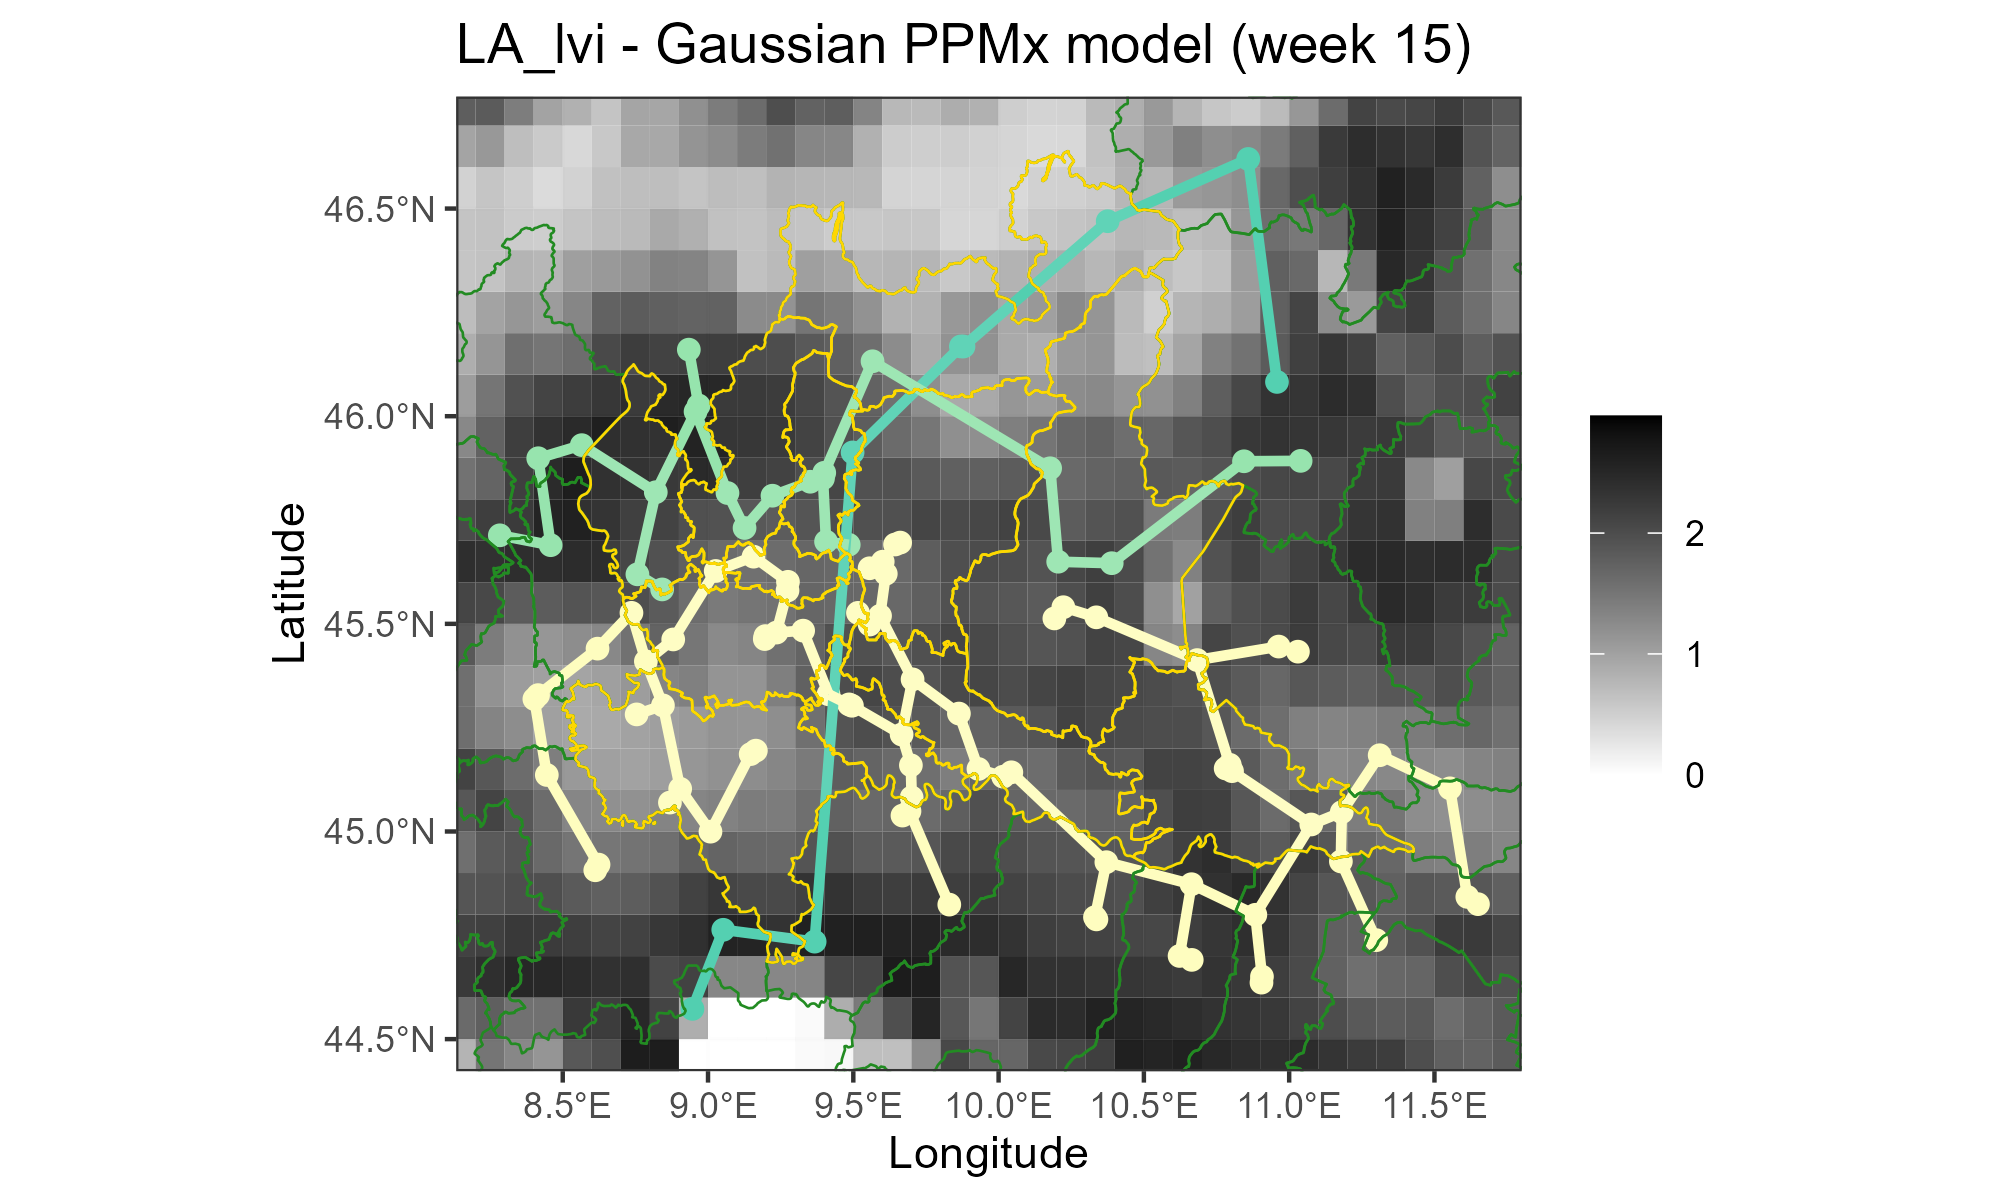 LA_lvi - Gaussian PPMx model (week 15)
46.5°N
46.0°N
45.5°N
45.0°N
44.5°N
Latitude
8.5°E 9.0°E 9.5°E 10.0°E 10.5°E 11.0°E 11.5°E
Longitude
2
1
0